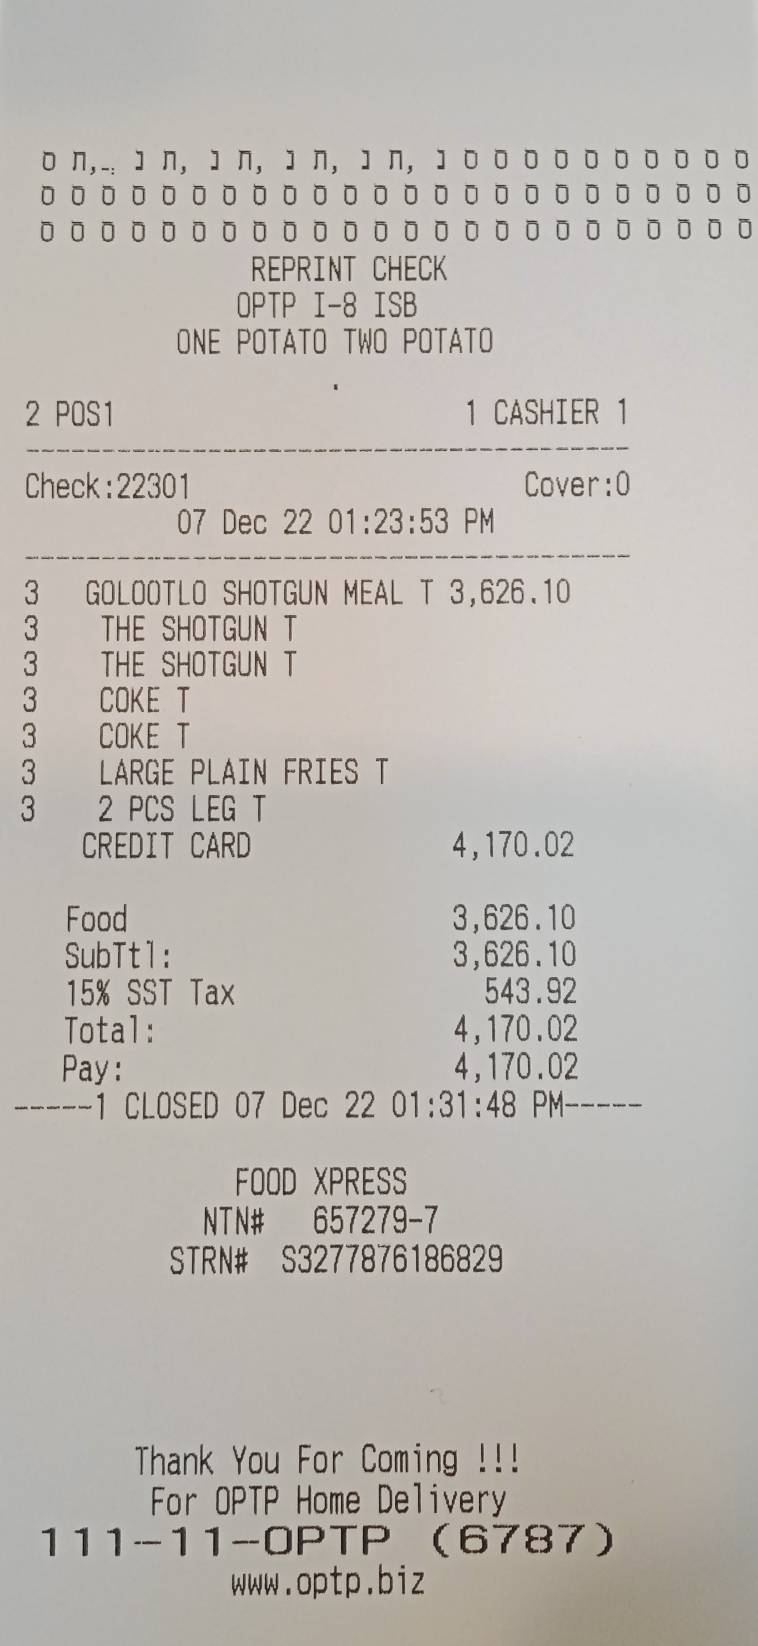 REPRINT CHECK
OPTP I-8 ISB
ONE POTATO TWO POTATO
2 POS1 1 CASHIER 1
Check:22301 Cover:0
07 Dec 22 01:23:53 PM
3 GOLOOTLO SHOTGUN MEAL T 3,626.10
3 THE SHOTGUN T
3 THE SHOTGUN T
3 COKE T
3 COKE T
3 LARGE PLAIN FRIES T
3 2 PCS LEG T
CREDIT CARD 4,170.02
Food 3,626.10
SubTtl: 3,626.10
15% SST Tax 543.92
Total: 4,170.02
Pay: 4,170.02
-----1 CLOSED 07 Dec 22 01:31:48 PM-----
FOOD XPRESS
NTN# 657279-7
STRN# S3277876186829
Thank You For Coming !!!
For OPTP Home Delivery
111-11-OPTP (6787)
www.optp.biz